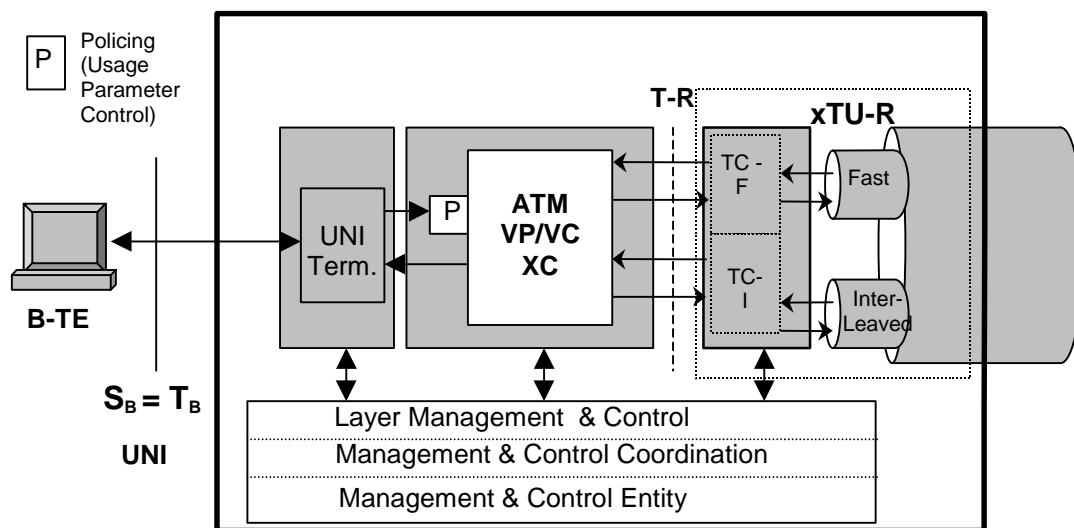 P
Policing
(Usage
Parameter
Control)
T-R
xTU-R
UNI
Term.
P
ATM
VP/VC
XC
TC -
F
TC-
I
Fast
Inter-
Leaved
B-TE
SB = TB
UNI
Layer Management & Control
Management & Control Coordination
Management & Control Entity